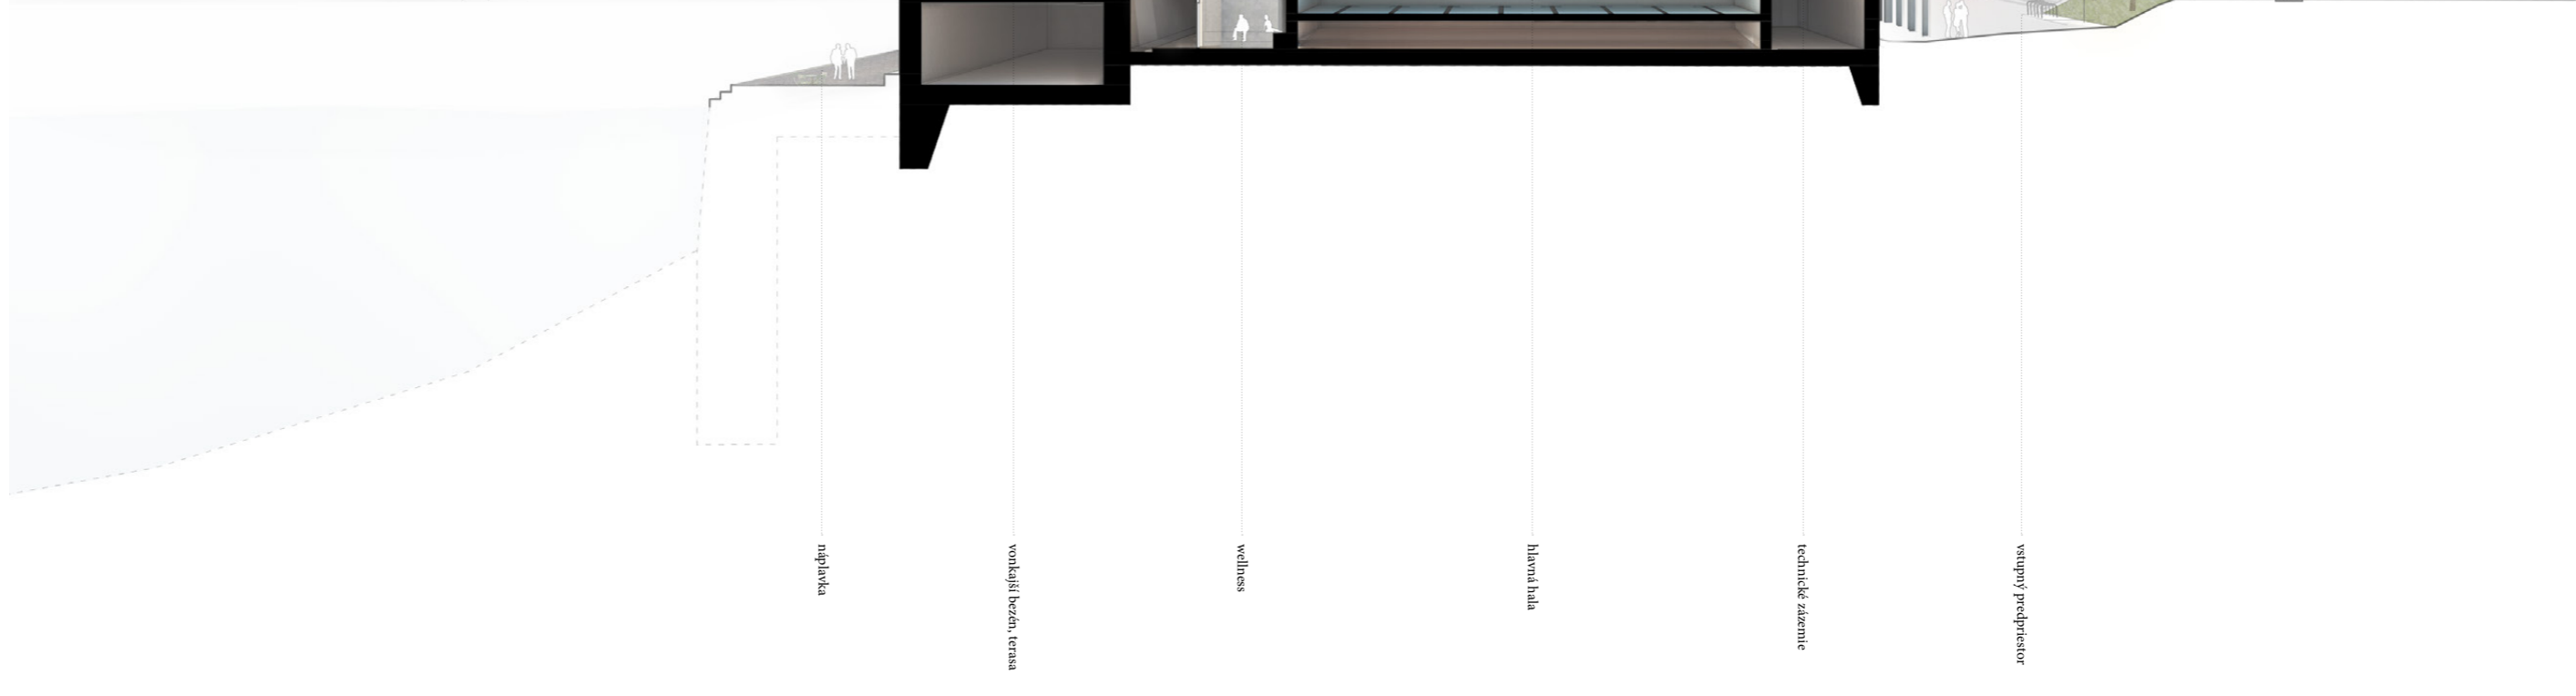 náplavka
vonkajší bezén, terasa
wellness
hlavná hala
technické zázemie
vstupný predpriestor